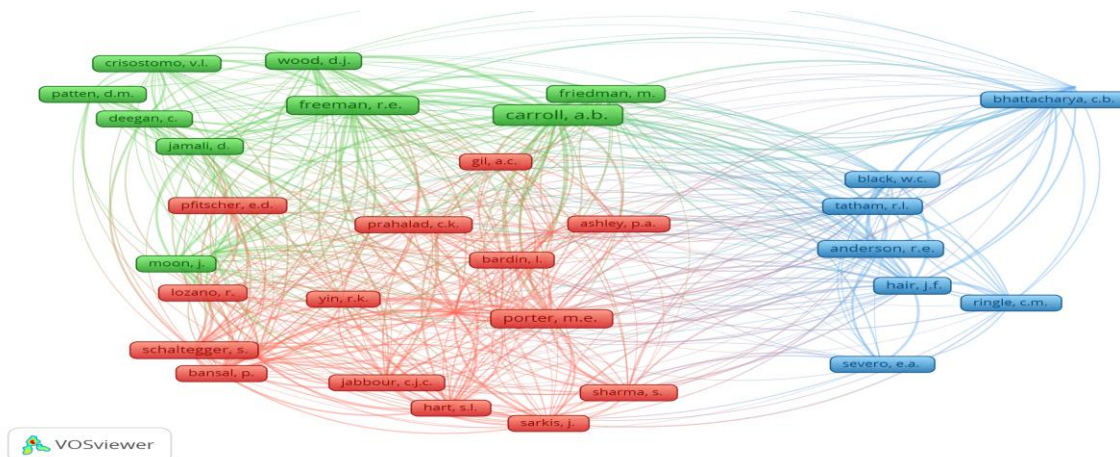 crisostomo, v.l.
wood, d.j.
patten, d.m.
friedman, m.
bhattacharya, c.b.
freeman, r.e.
deegan, c.
carroll, a.b.
jamali, d.
gil, a.c.
black, w.c.
pfitscher, e.d.
tatham, r.l.
prahalad, c.k.
ashley, p.a.
anderson, r.e.
moon, j.
bardin, l.
hair, j.f.
lozano, r.
yin, r.k.
ringle, c.m.
porter, m.e.
schaltegger, s.
severo, e.a.
bansal, p.
jabbour, c.j.c.
sharma, s.
hart, s.l.
sarkis, j.
VOSviewer